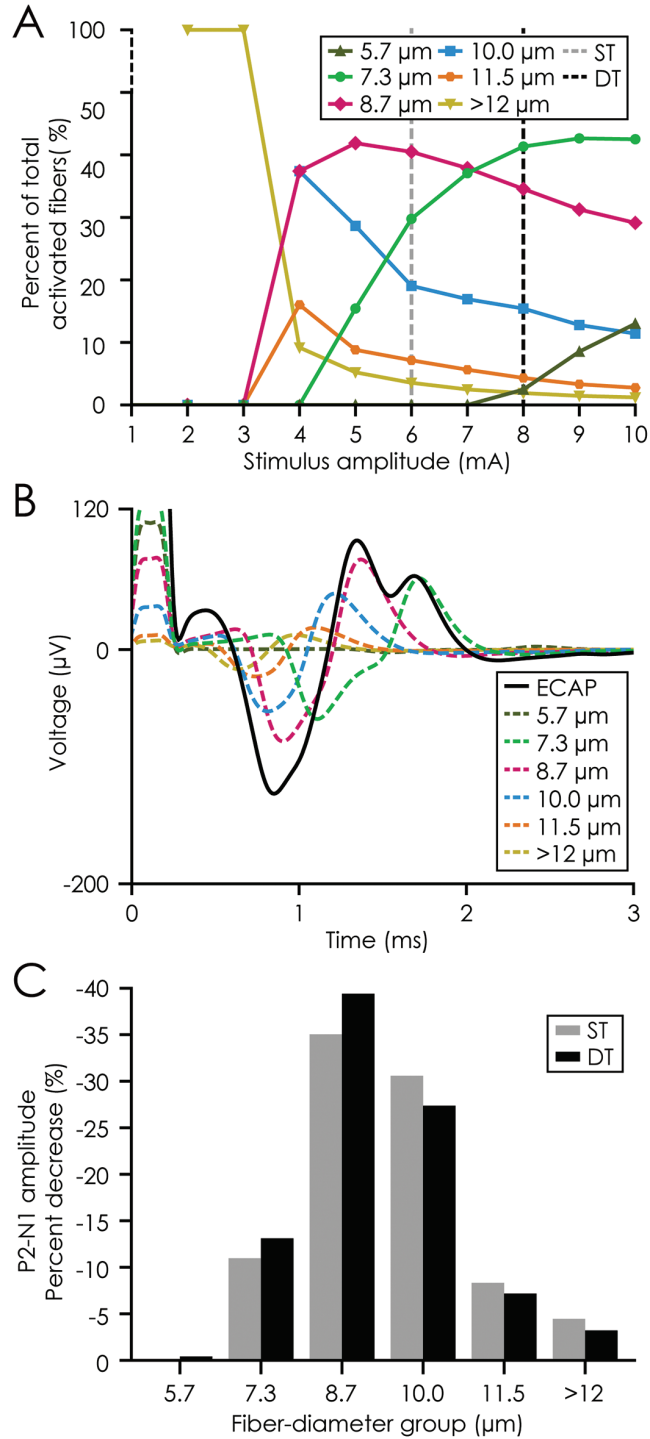 A
Percent of total
activated fibers( %)
100
50
40
30
20
10
0
5.7 µm
7.3 µm
8.7 µm
10.0 µm
11.5 µm
>12 µm
ST
DT
1 2 3 4 5 6 7 8 9 10
Stimulus amplitude (mA)
B
Voltage (µV)
120
0
-200
ECAP
5.7 µm
7.3 µm
8.7 µm
10.0 µm
11.5 µm
>12 µm
0 1 2 3
Time (ms)
C
P2-N1 amplitude
Percent decrease (%)
-40
-35
-30
-25
-20
-15
-10
-5
0
ST
DT
5.7 7.3 8.7 10.0 11.5 >12
Fiber-diameter group (µm)